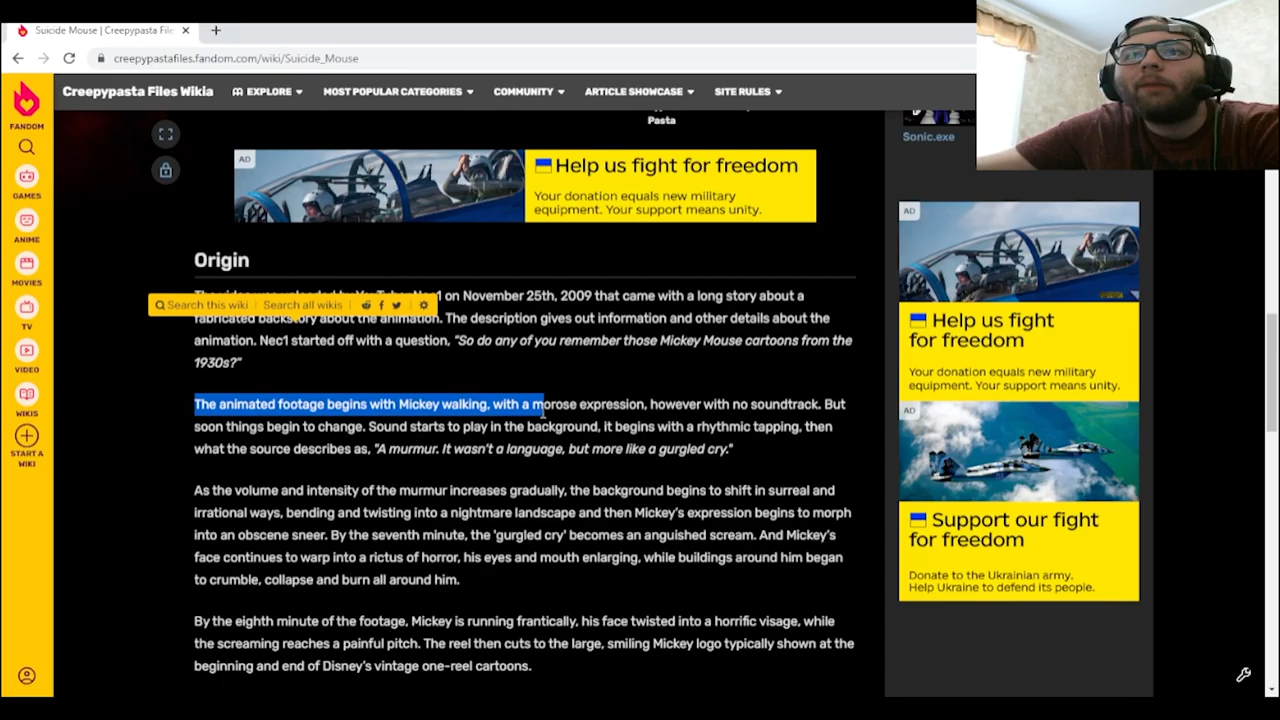 Suicide Mouse | Creepypasta File
creepypastafiles.fandom.com/wiki/Suicide_Mouse
Creepypasta Files Wikia
EXPLORE
MOST POPULAR CATEGORIES
COMMUNITY
ARTICLE SHOWCASE
SITE RULES
FANDOM
GAMES
ANIME
MOVIES
TV
VIDEO
WIKIS
START A
WIKI
Pasta
AD
Help us fight for freedom
Your donation equals new military
equipment. Your support means unity.
Origin
on November 25th, 2009 that came with a long story about a
Search this wiki
Search all wikis
fabricated backstory about the animation. The description gives out information and other details about the
animation. Nec1 started off with a question, "So do any of you remember those Mickey Mouse cartoons from the
1930s?"
The animated footage begins with Mickey walking, with a morose expression, however with no soundtrack. But
soon things begin to change. Sound starts to play in the background, it begins with a rhythmic tapping, then
what the source describes as, "A murmur. It wasn't a language, but more like a gurgled cry."
As the volume and intensity of the murmur increases gradually, the background begins to shift in surreal and
irrational ways, bending and twisting into a nightmare landscape and then Mickey's expression begins to morph
into an obscene sneer. By the seventh minute, the 'gurgled cry' becomes an anguished scream. And Mickey's
face continues to warp into a rictus of horror, his eyes and mouth enlarging, while buildings around him began
to crumble, collapse and burn all around him.
By the eighth minute of the footage, Mickey is running frantically, his face twisted into a horrific visage, while
the screaming reaches a painful pitch. The reel then cuts to the large, smiling Mickey logo typically shown at the
beginning and end of Disney's vintage one-reel cartoons.
Sonic.exe
AD
Help us fight
for freedom
Your donation equals new military
equipment. Your support means unity.
AD
Support our fight
for freedom
Donate to the Ukrainian army.
Help Ukraine to defend its people.